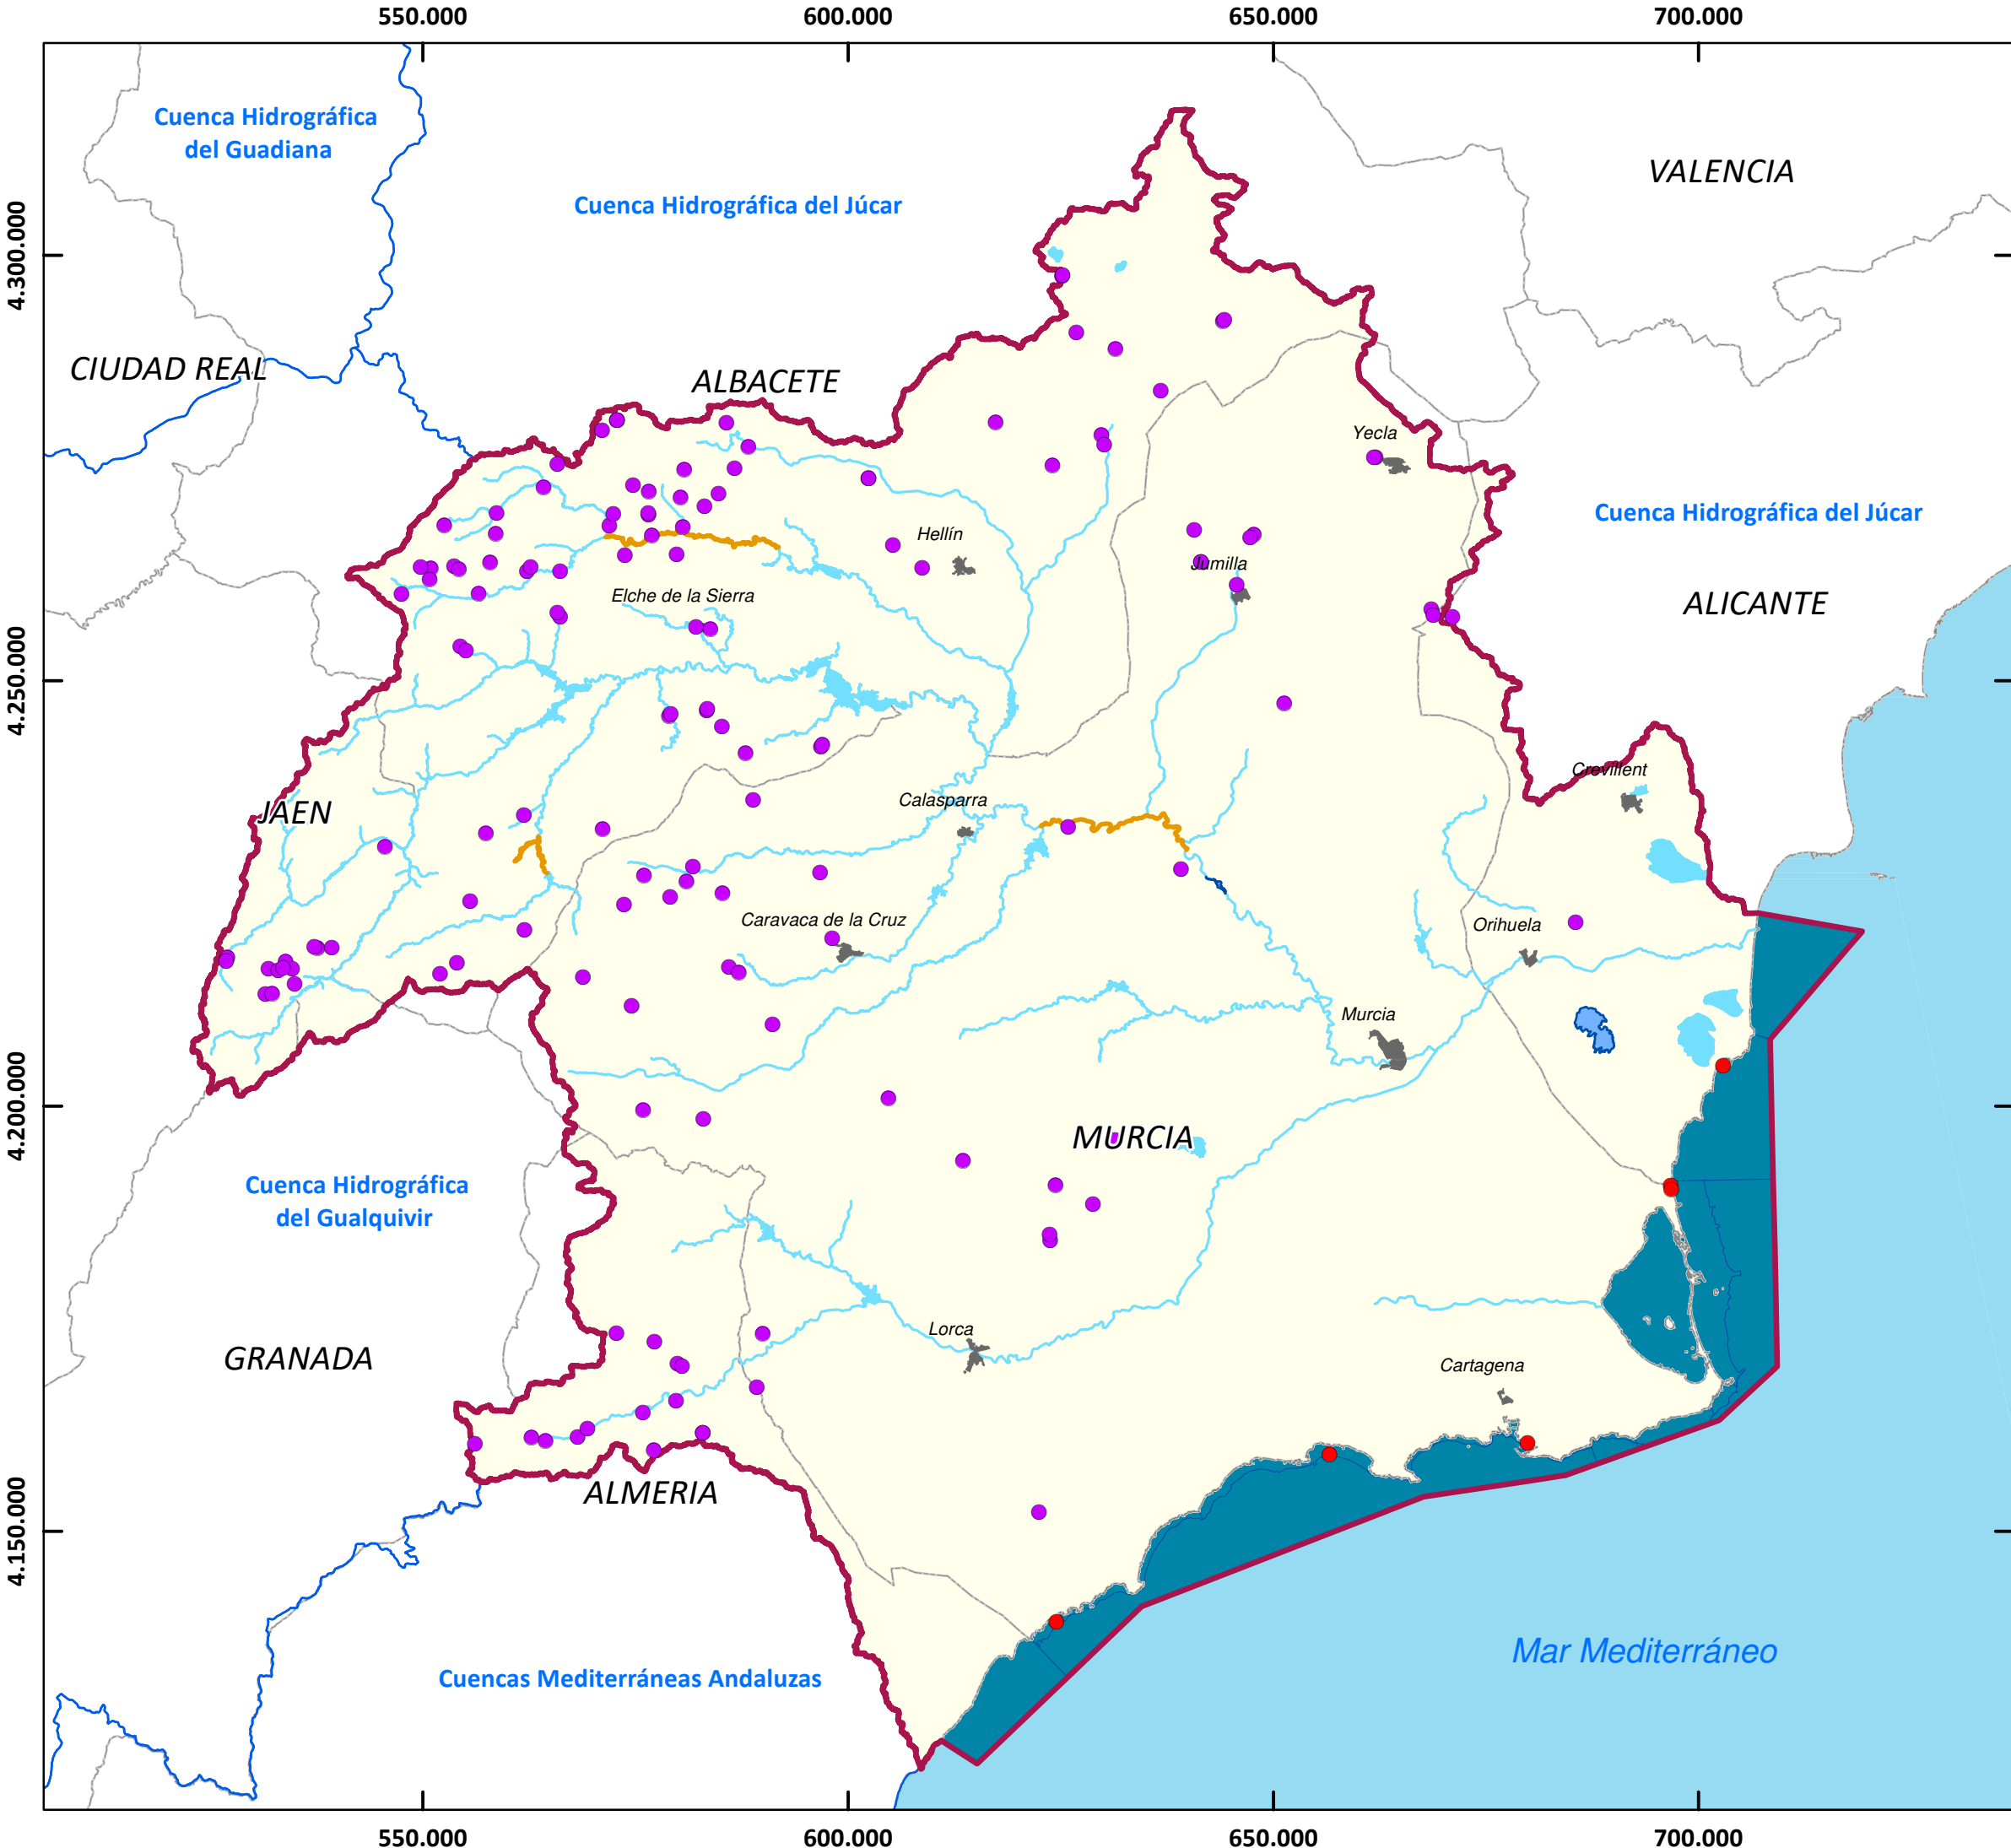 550.000
600.000
650.000
700.000
Cuenca Hidrográfica
del Guadiana
VALENCIA
Cuenca Hidrográfica del Júcar
4.300.000
CIUDAD REAL
ALBACETE
Yecla
Cuenca Hidrográfica del Júcar
Hellín
Jumilla
Elche de la Sierra
ALICANTE
4.250.000
Crevillent
Calasparra
JAEN
Caravaca de la Cruz
Orihuela
Murcia
4.200.000
MURCIA
Cuenca Hidrográfica
del Gualquivir
Lorca
GRANADA
Cartagena
ALMERIA
4.150.000
Mar Mediterráneo
Cuencas Mediterráneas Andaluzas
550.000
600.000
650.000
700.000